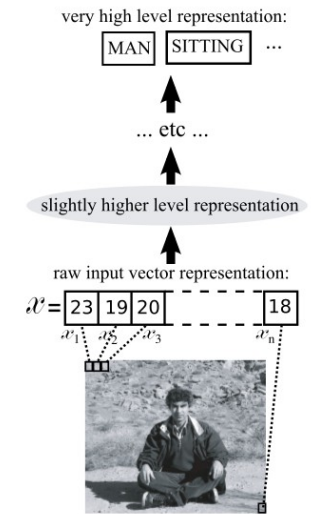 very high level representation:
MAN SITTING ...
... etc ...
slightly higher level representation
raw input vector representation:
x = 23 19 20 18
x₁ x₂ x₃ xₙ